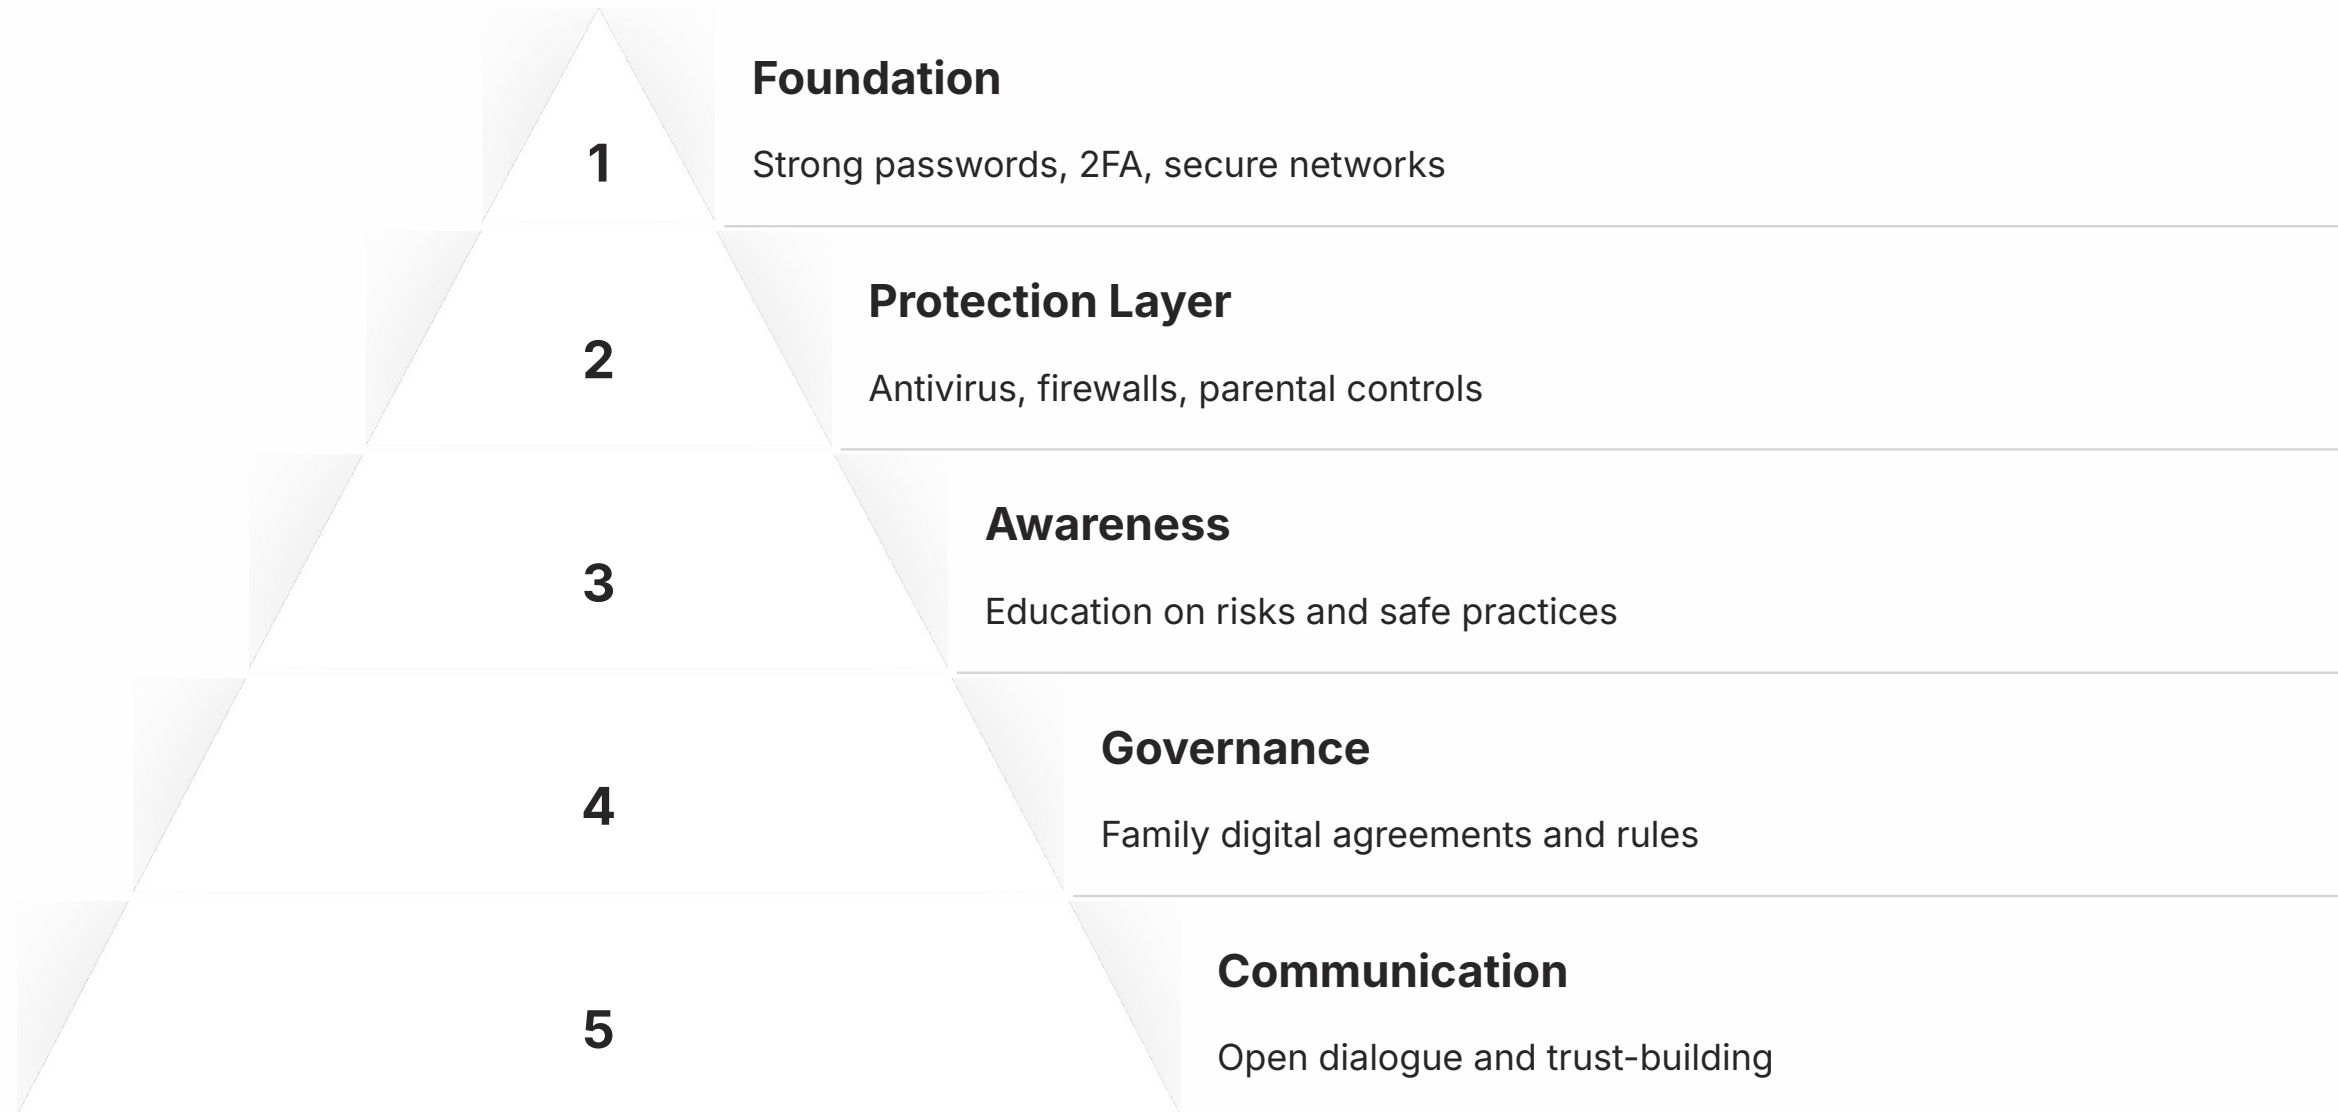 1
Foundation
Strong passwords, 2FA, secure networks
2
Protection Layer
Antivirus, firewalls, parental controls
3
Awareness
Education on risks and safe practices
4
Governance
Family digital agreements and rules
5
Communication
Open dialogue and trust-building